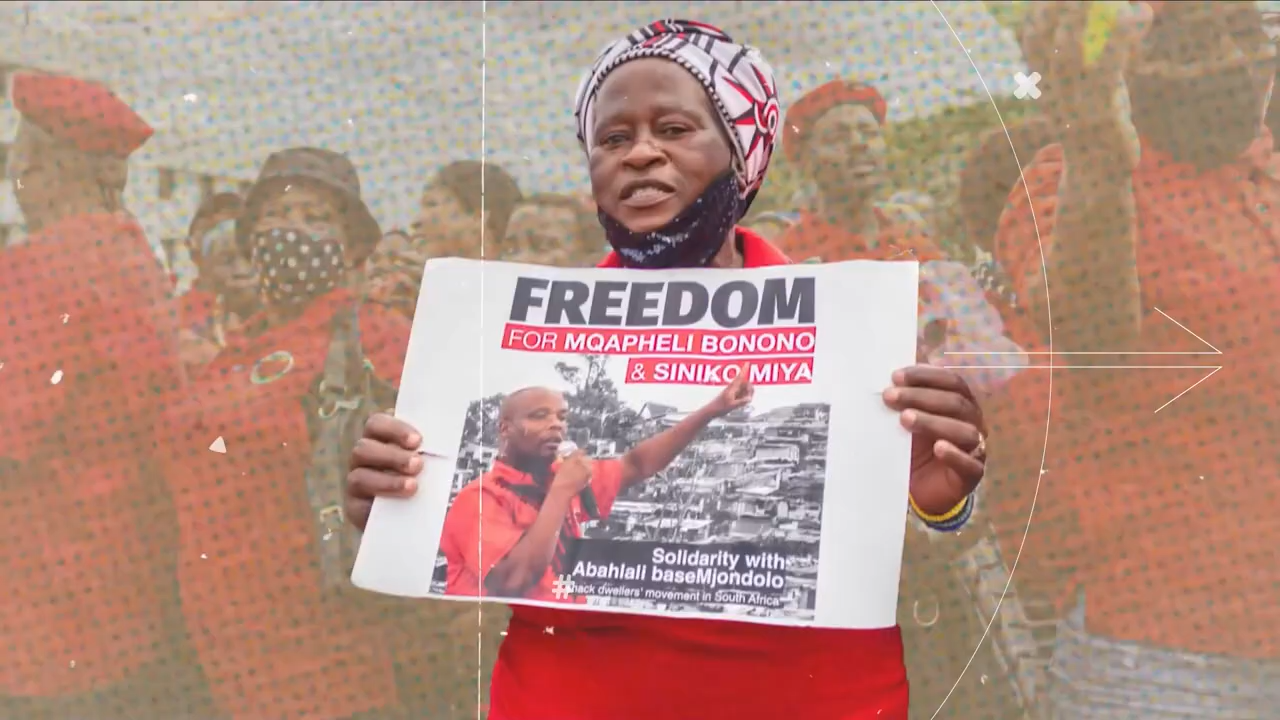 FREEDOM
FOR MQAPHELI BONONO
& SINIKO MIYA
Solidarity with
Abahlali baseMjondolo
dwellers' movement in South Africa